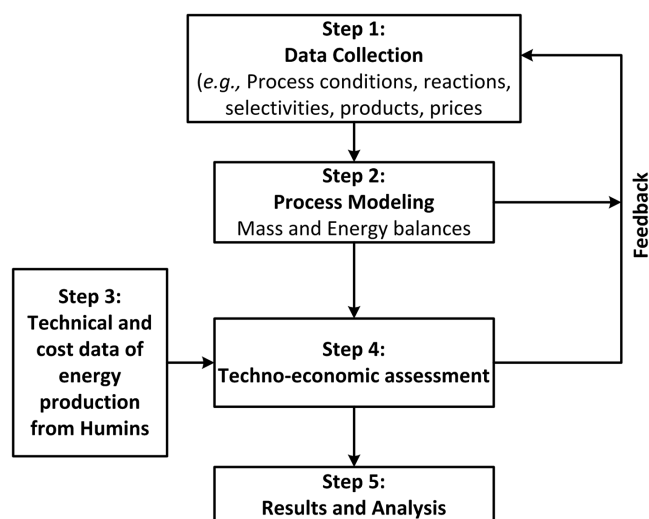 Step 1:
Data Collection
(e.g., Process conditions, reactions,
selectivities, products, prices
Step 2:
Process Modeling
Mass and Energy balances
Feedback
Step 3:
Technical and
cost data of
energy
production
from Humins
Step 4:
Techno-economic assessment
Step 5:
Results and Analysis